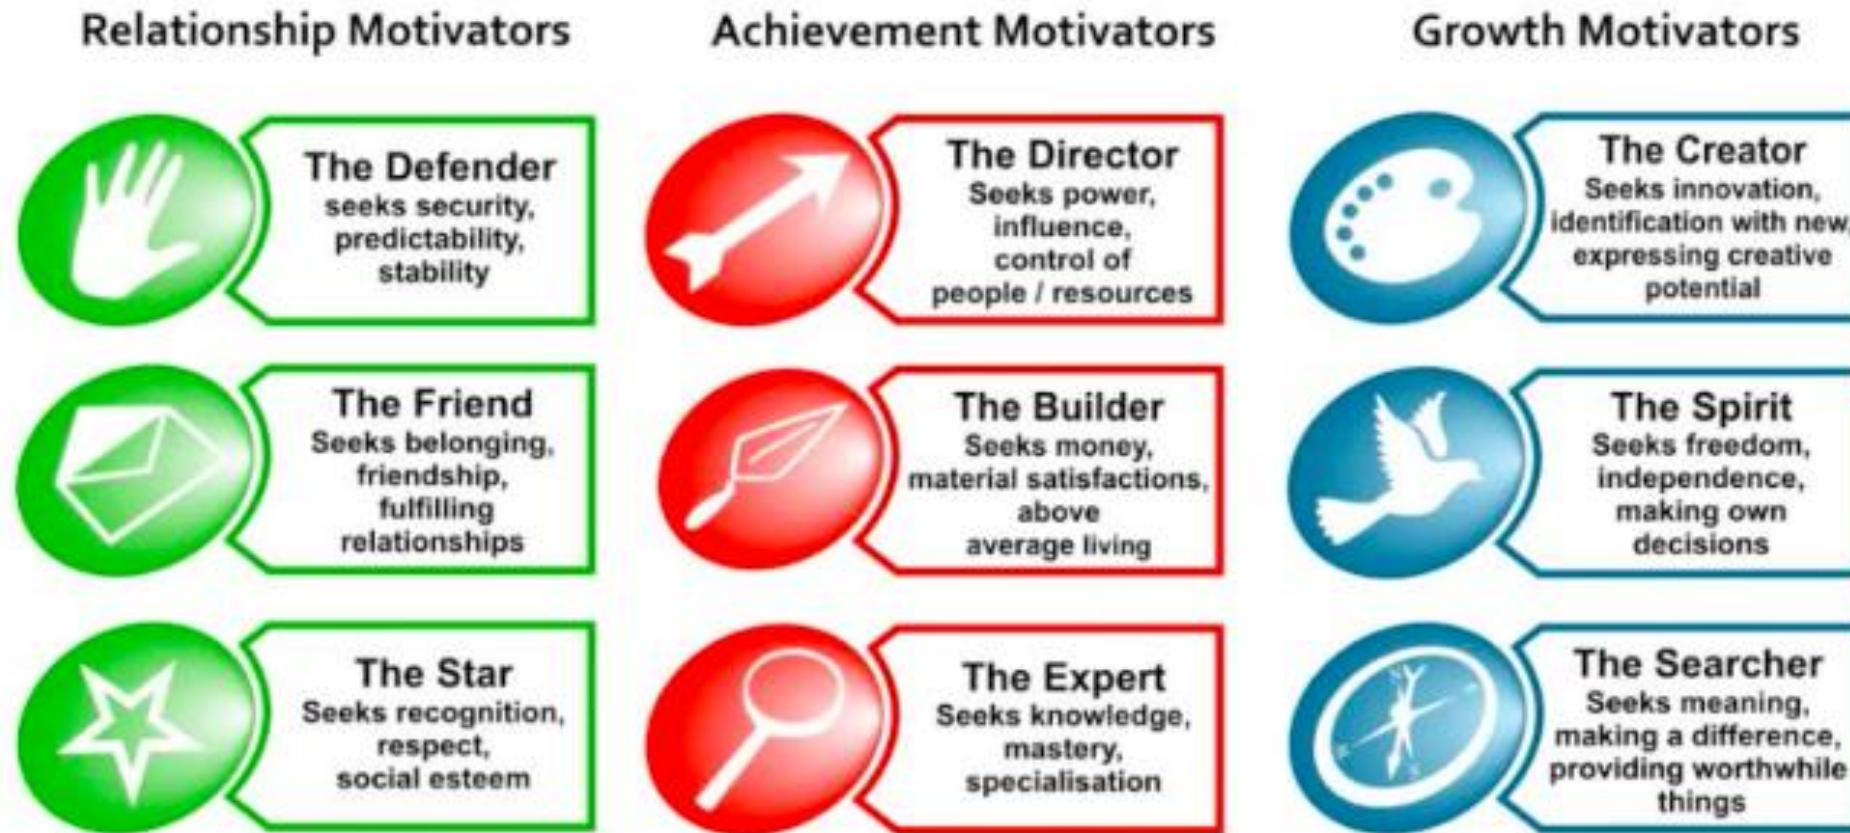 Relationship Motivators
The Defender
seeks security,
predictability,
stability
The Friend
Seeks belonging,
friendship,
fulfilling
relationships
The Star
Seeks recognition,
respect,
social esteem
Achievement Motivators
The Director
Seeks power,
influence,
control of
people / resources
The Builder
Seeks money,
material satisfactions,
above
average living
The Expert
Seeks knowledge,
mastery,
specialisation
Growth Motivators
The Creator
Seeks innovation,
identification with new,
expressing creative
potential
The Spirit
Seeks freedom,
independence,
making own
decisions
The Searcher
Seeks meaning,
making a difference,
providing worthwhile
things